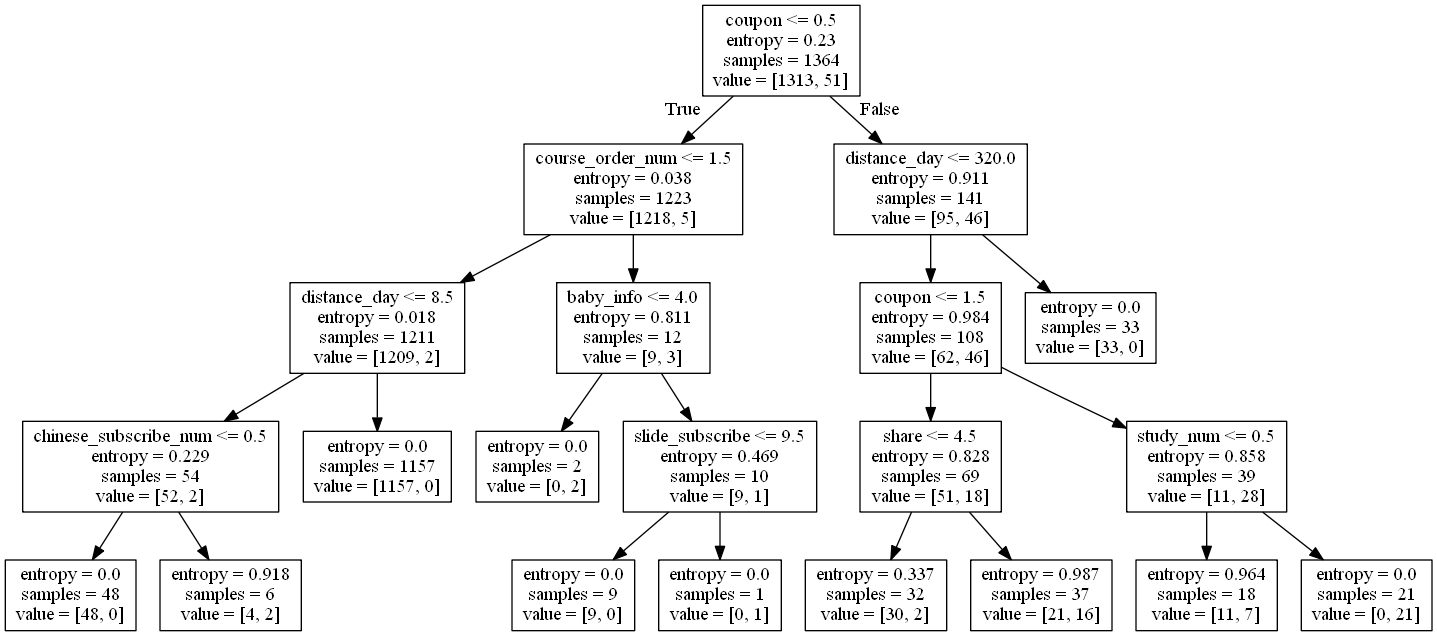 coupon <= 0.5
entropy = 0.23
samples = 1364
value = [1313, 51]
True
False
course_order_num <= 1.5
entropy = 0.038
samples = 1223
value = [1218, 5]
distance_day <= 320.0
entropy = 0.911
samples = 141
value = [95, 46]
distance_day <= 8.5
entropy = 0.018
samples = 1211
value = [1209, 2]
baby_info <= 4.0
entropy = 0.811
samples = 12
value = [9, 3]
coupon <= 1.5
entropy = 0.984
samples = 108
value = [62, 46]
entropy = 0.0
samples = 33
value = [33, 0]
chinese_subscribe_num <= 0.5
entropy = 0.229
samples = 54
value = [52, 2]
entropy = 0.0
samples = 1157
value = [1157, 0]
entropy = 0.0
samples = 2
value = [0, 2]
slide_subscribe <= 9.5
entropy = 0.469
samples = 10
value = [9, 1]
share <= 4.5
entropy = 0.828
samples = 69
value = [51, 18]
study_num <= 0.5
entropy = 0.858
samples = 39
value = [11, 28]
entropy = 0.0
samples = 48
value = [48, 0]
entropy = 0.918
samples = 6
value = [4, 2]
entropy = 0.0
samples = 9
value = [9, 0]
entropy = 0.0
samples = 1
value = [0, 1]
entropy = 0.337
samples = 32
value = [30, 2]
entropy = 0.987
samples = 37
value = [21, 16]
entropy = 0.964
samples = 18
value = [11, 7]
entropy = 0.0
samples = 21
value = [0, 21]